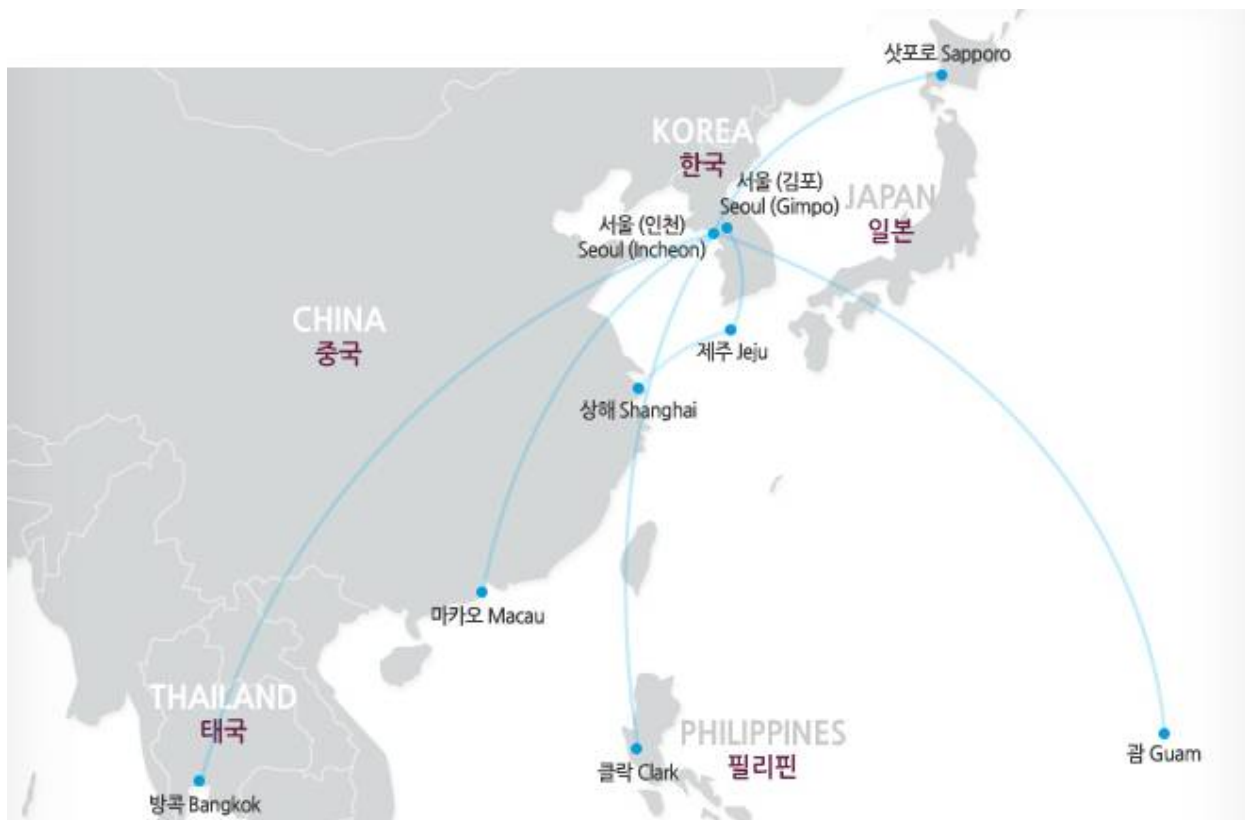 삿포로 Sapporo
KOREA
한국
서울 (김포)
Seoul (Gimpo)
JAPAN
일본
서울 (인천)
Seoul (Incheon)
CHINA
중국
제주 Jeju
상해 Shanghai
마카오 Macau
THAILAND
태국
PHILIPPINES
필리핀
괌 Guam
클락 Clark
방콕 Bangkok